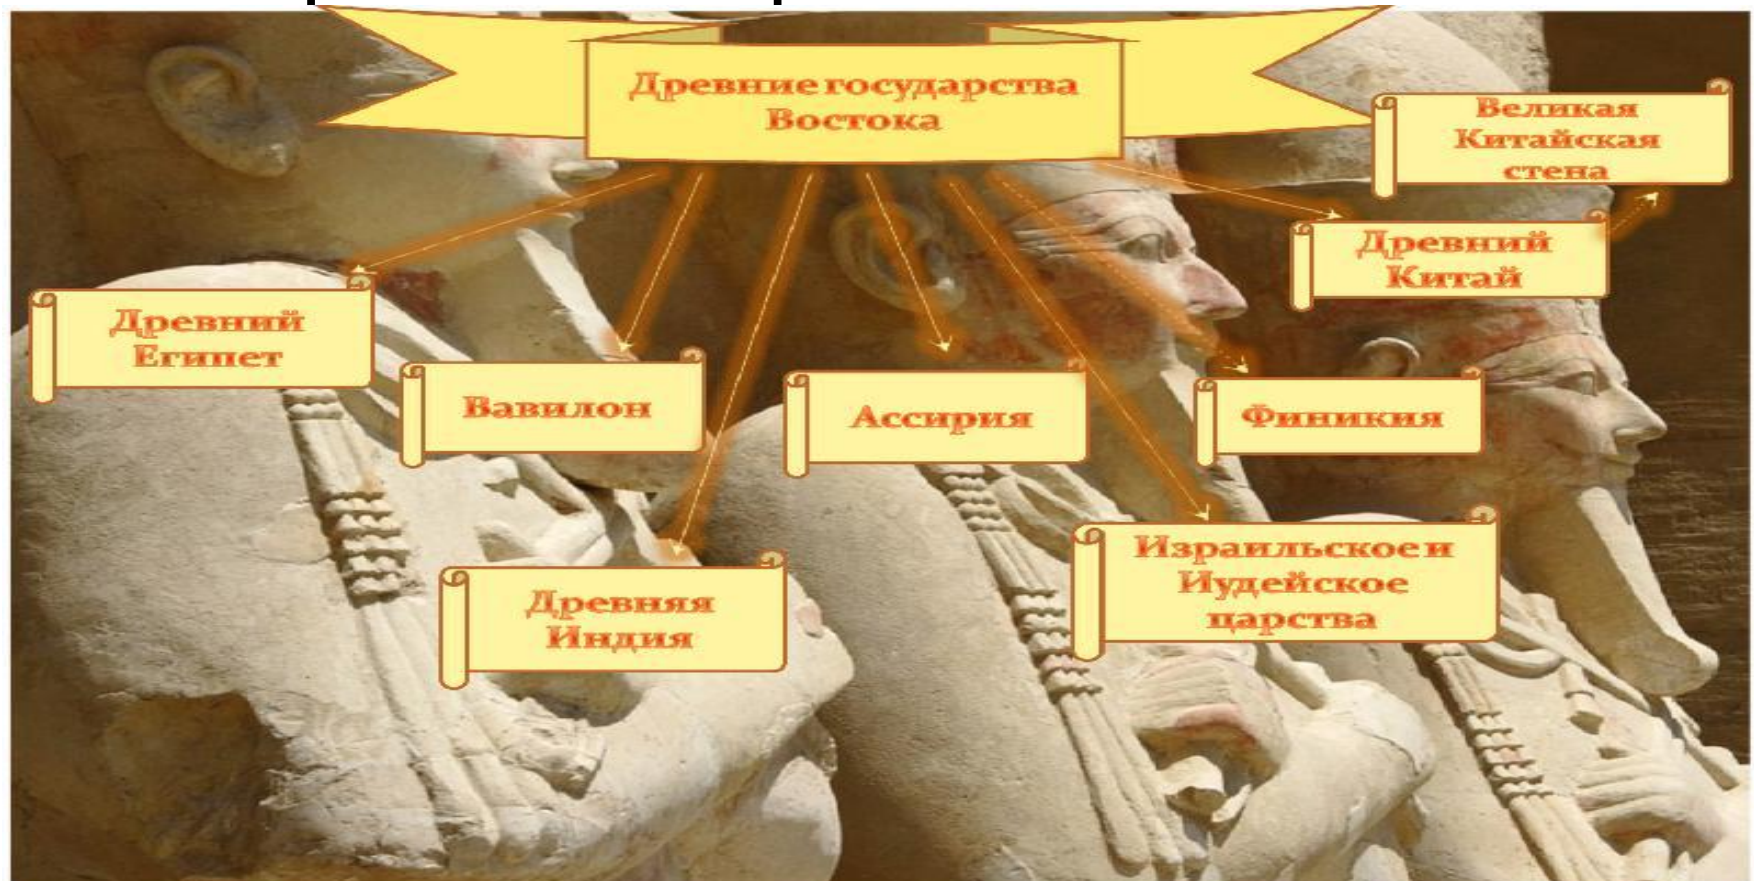 Древние государства
Востока
Великая
Китайская
стена
Древний
Китай
Древний
Египет
Вавилон
Ассирия
Финикия
Израильское и
Иудейское
царства
Древняя
Индия